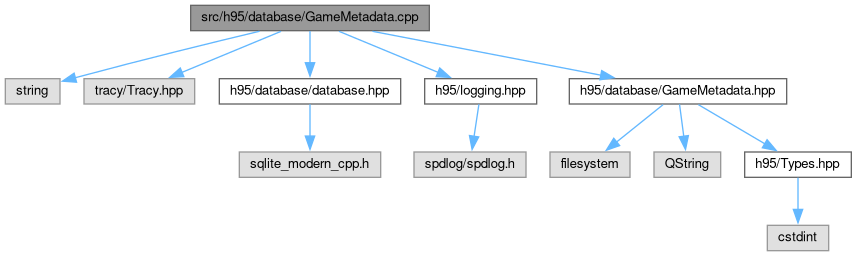 src/h95/database/GameMetadata.cpp
string
tracy/Tracy.hpp
h95/database/database.hpp
h95/logging.hpp
h95/database/GameMetadata.hpp
sqlite_modern_cpp.h
spdlog/spdlog.h
filesystem
QString
h95/Types.hpp
cstdint